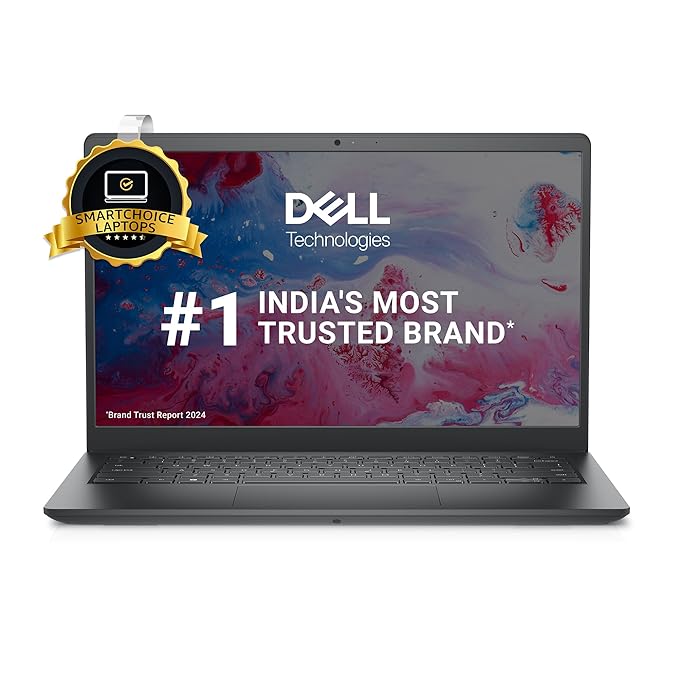 SMARTCHOICE
LAPTOPS
DELL
Technologies
#1 INDIA'S MOST
TRUSTED BRAND*
*Brand Trust Report 2024